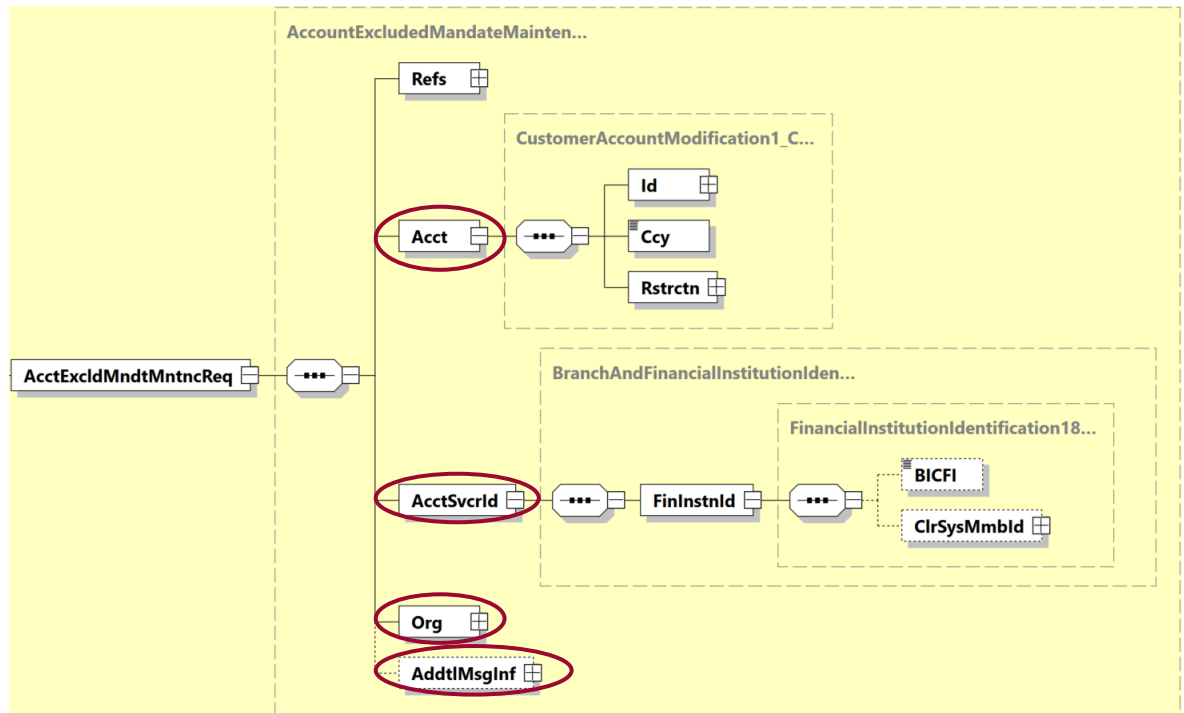 AccountExcludedMandateMainten...
Refs
CustomerAccountModification1_C...
Id
Acct
Ccy
Rstrctn
AcctExcldMndtMntncReq
BranchAndFinancialInstitutionIden...
FinancialInstitutionIdentification18...
BICFI
AcctSvcrId
FinInstnId
ClrSysMmbId
Org
AddtlMsgInf